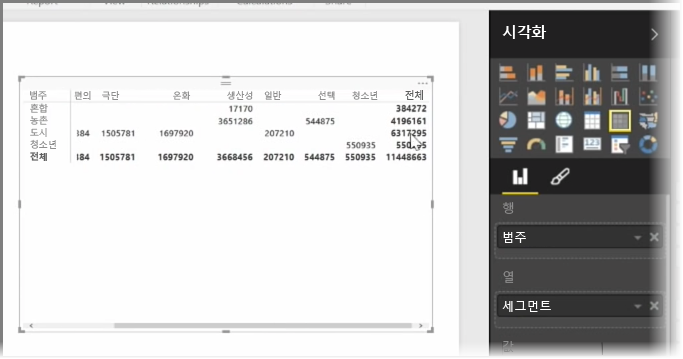 시각화
범주 편의 극단 온화 생산성 일반 선택 청소년 전체
혼합 17170 384272
농촌 3651286 544875 4196161
도시 384 1505781 1697920 207210 6317295
청소년 550935
전체 384 1505781 1697920 3668456 207210 544875 550935 11448663
행
범주
열
세그먼트
값